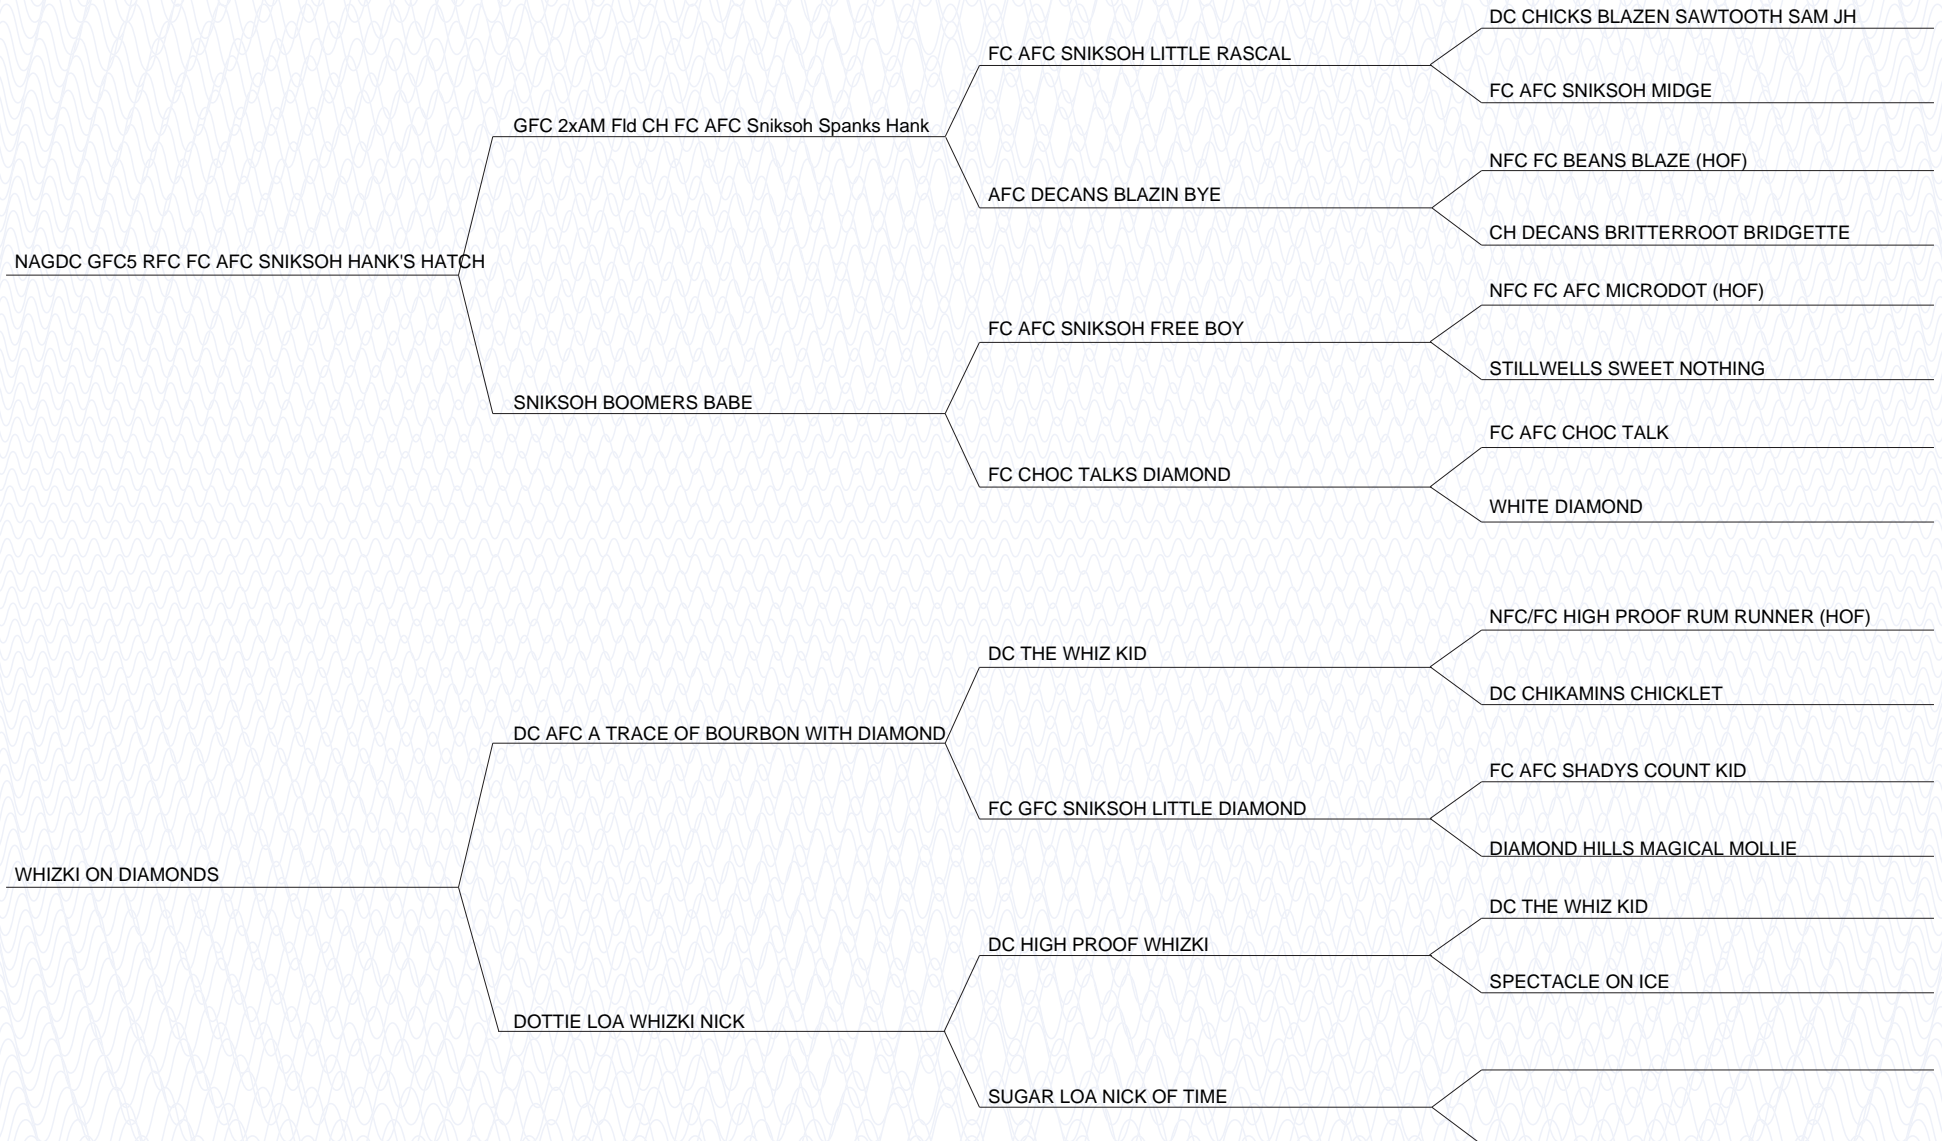 DC CHICKS BLAZEN SAWTOOTH SAM JH
FC AFC SNIKSOH LITTLE RASCAL
FC AFC SNIKSOH MIDGE
GFC 2xAM Fld CH FC AFC Sniksoh Spanks Hank
NFC FC BEANS BLAZE (HOF)
AFC DECANS BLAZIN BYE
CH DECANS BRITTERROOT BRIDGETTE
NAGDC GFC5 RFC FC AFC SNIKSOH HANK'S HATCH
NFC FC AFC MICRODOT (HOF)
FC AFC SNIKSOH FREE BOY
STILLWELLS SWEET NOTHING
SNIKSOH BOOMERS BABE
FC AFC CHOC TALK
FC CHOC TALKS DIAMOND
WHITE DIAMOND
NFC/FC HIGH PROOF RUM RUNNER (HOF)
DC THE WHIZ KID
DC CHIKAMINS CHICKLET
DC AFC A TRACE OF BOURBON WITH DIAMOND
FC AFC SHADYS COUNT KID
FC GFC SNIKSOH LITTLE DIAMOND
DIAMOND HILLS MAGICAL MOLLIE
WHIZKI ON DIAMONDS
DC THE WHIZ KID
DC HIGH PROOF WHIZKI
SPECTACLE ON ICE
DOTTIE LOA WHIZKI NICK
SUGAR LOA NICK OF TIME